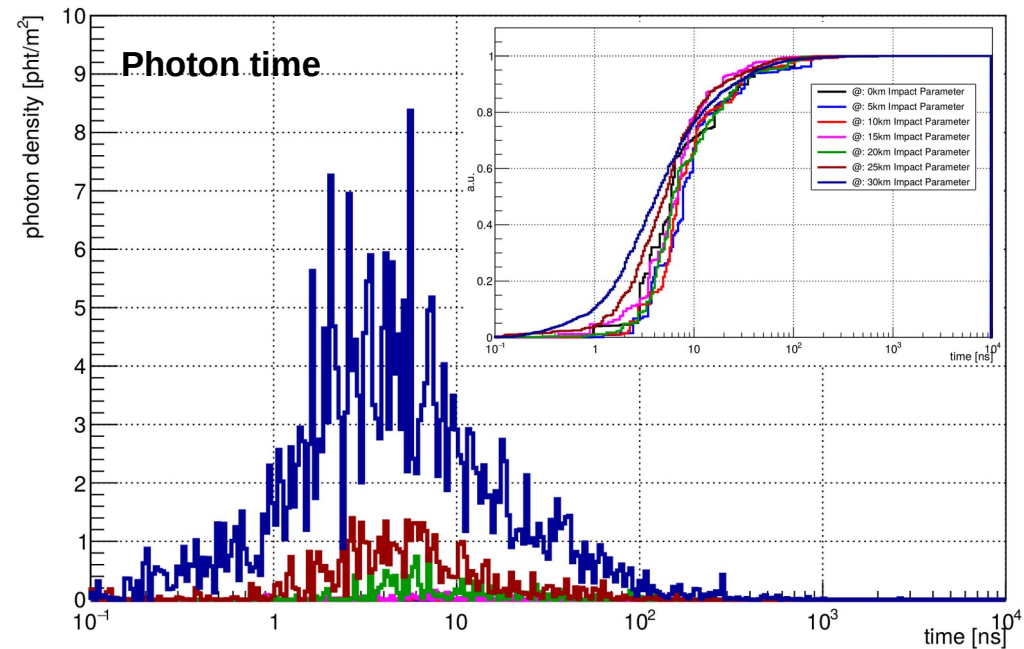 Photon time
photon density [pht/m²]
10
9
8
7
6
5
4
3
2
1
0
10⁻¹
1
10
10²
10³
10⁴
time [ns]
a.u.
1
0.8
0.6
0.4
0.2
0
10⁻¹
1
10
10²
10³
10⁴
time [ns]
@: 0km Impact Parameter
@: 5km Impact Parameter
@: 10km Impact Parameter
@: 15km Impact Parameter
@: 20km Impact Parameter
@: 25km Impact Parameter
@: 30km Impact Parameter